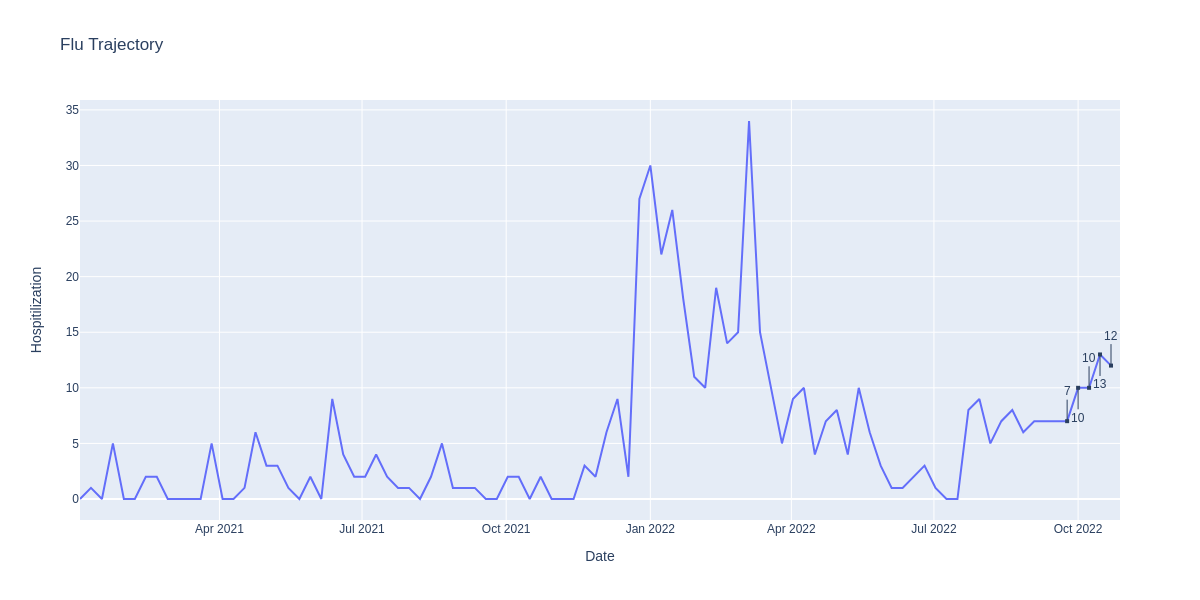 Flu Trajectory
35
30
25
20
15
10
5
0
Hospitilization
7
10
10
13
12
Apr 2021
Jul 2021
Oct 2021
Jan 2022
Apr 2022
Jul 2022
Oct 2022
Date